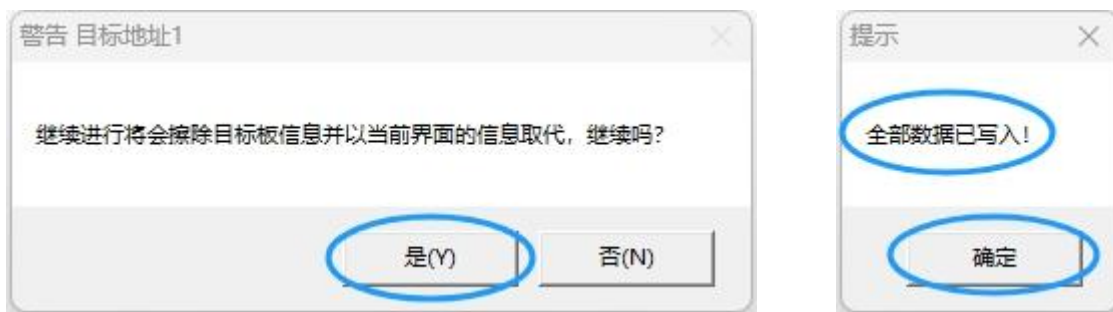 警告 目标地址1
继续进行将会擦除目标板信息并以当前界面的信息取代，继续吗?
是(Y)
否(N)
提示
全部数据已写入!
确定